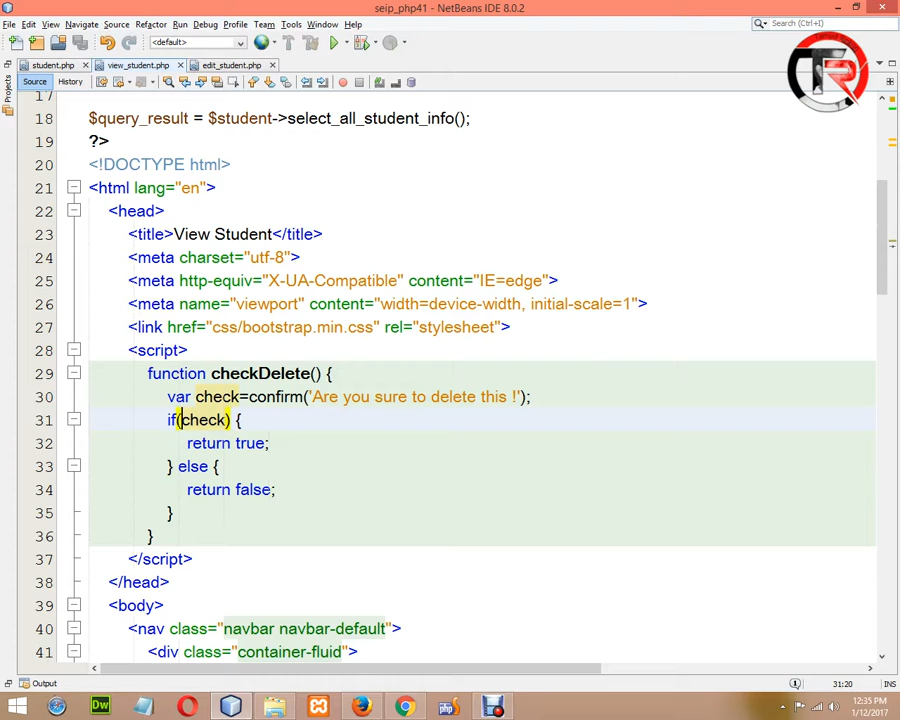 seip_php41 - NetBeans IDE 8.0.2
File Edit View Navigate Source Refactor Run Debug Profile Team Tools Window Help
Search (Ctrl+I)
<default>
student.php view_student.php edit_student.php
Source History
Projects
TR
17
18 $query_result = $student->select_all_student_info();
19 ?>
20 <!DOCTYPE html>
21 <html lang="en">
22 <head>
23 <title>View Student</title>
24 <meta charset="utf-8">
25 <meta http-equiv="X-UA-Compatible" content="IE=edge">
26 <meta name="viewport" content="width=device-width, initial-scale=1">
27 <link href="css/bootstrap.min.css" rel="stylesheet">
28 <script>
29 function checkDelete() {
30 var check=confirm('Are you sure to delete this !');
31 if(check) {
32 return true;
33 } else {
34 return false;
35 }
36 }
37 </script>
38 </head>
39 <body>
40 <nav class="navbar navbar-default">
41 <div class="container-fluid">
Output
31:20 INS
Dw
php
12:35 PM
1/12/2017